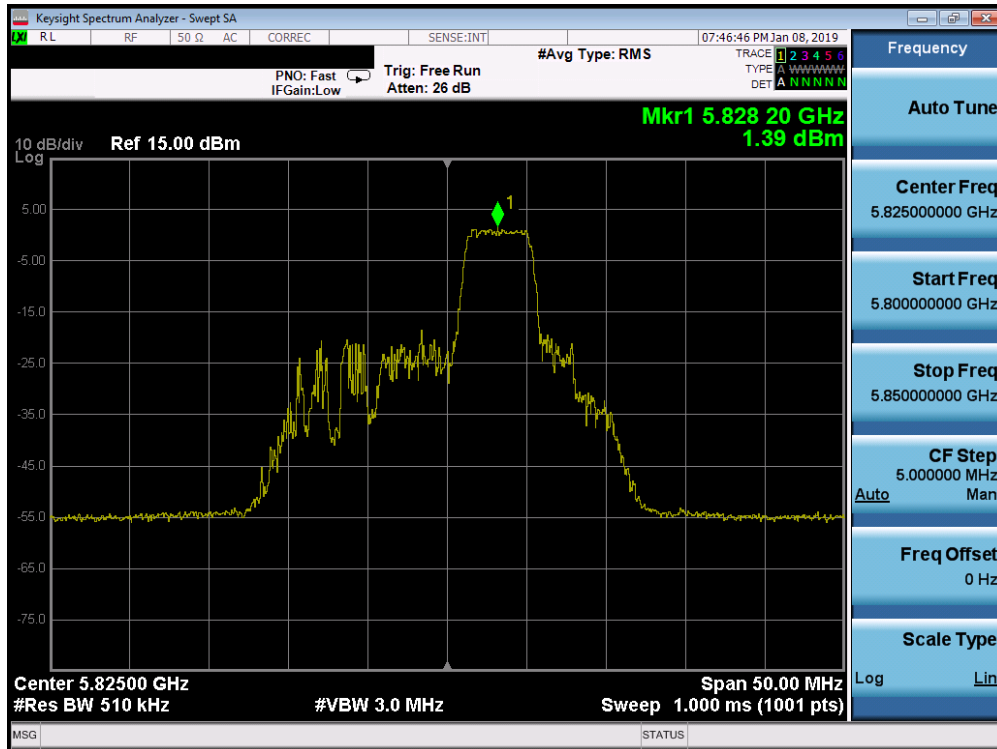 Keysight Spectrum Analyzer - Swept SA
LXI RL RF 50 Ω AC CORREC SENSE:INT 07:46:46 PM Jan 08, 2019
Frequency
#Avg Type: RMS TRACE 1 2 3 4 5 6
PNO: Fast Trig: Free Run TYPE A WWWWW
IFGain:Low Atten: 26 dB DET A N N N N N
Mkr1 5.828 20 GHz
1.39 dBm
10 dB/div Ref 15.00 dBm
Log
1
5.00
-5.00
-15.0
-25.0
-35.0
-45.0
-55.0
-65.0
-75.0
Center 5.82500 GHz Span 50.00 MHz
#Res BW 510 kHz #VBW 3.0 MHz Sweep 1.000 ms (1001 pts)
MSG STATUS
Auto Tune
Center Freq
5.825000000 GHz
Start Freq
5.800000000 GHz
Stop Freq
5.850000000 GHz
CF Step
5.000000 MHz
Auto Man
Freq Offset
0 Hz
Scale Type
Log Lin